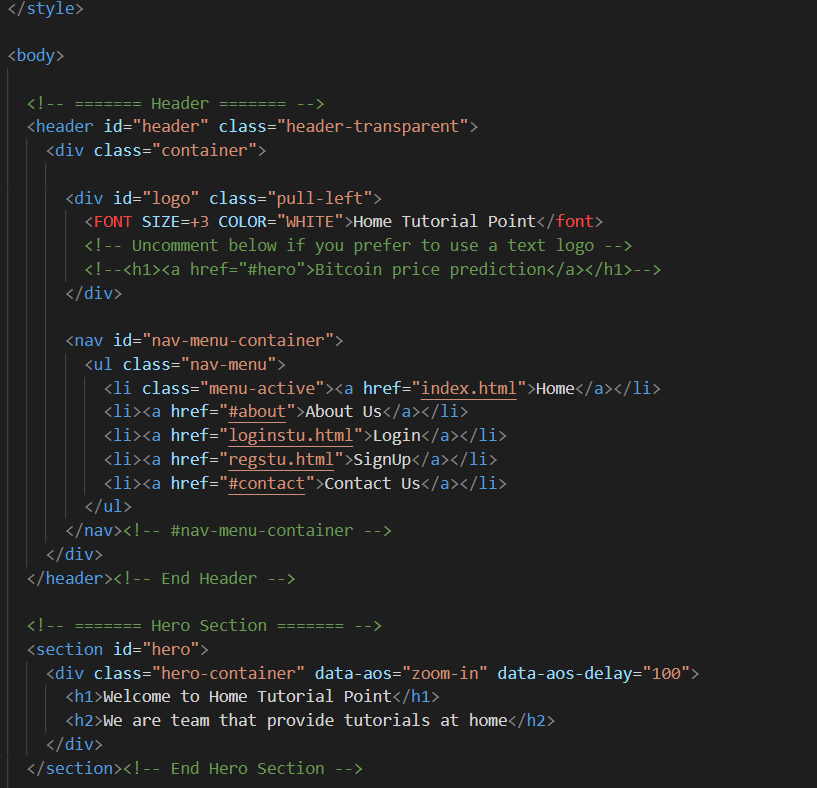 </style>
<body>
<!-- ======= Header ======= -->
<header id="header" class="header-transparent">
<div class="container">
<div id="logo" class="pull-left">
<FONT SIZE=+3 COLOR="WHITE">Home Tutorial Point</font>
<!-- Uncomment below if you prefer to use a text logo -->
<!--<h1><a href="#hero">Bitcoin price prediction</a></h1>-->
</div>
<nav id="nav-menu-container">
<ul class="nav-menu">
<li class="menu-active"><a href="index.html">Home</a></li>
<li><a href="#about">About Us</a></li>
<li><a href="loginstu.html">Login</a></li>
<li><a href="regstu.html">SignUp</a></li>
<li><a href="#contact">Contact Us</a></li>
</ul>
</nav><!-- #nav-menu-container -->
</div>
</header><!-- End Header -->
<!-- ======= Hero Section ======= -->
<section id="hero">
<div class="hero-container" data-aos="zoom-in" data-aos-delay="100">
<h1>Welcome to Home Tutorial Point</h1>
<h2>We are team that provide tutorials at home</h2>
</div>
</section><!-- End Hero Section -->